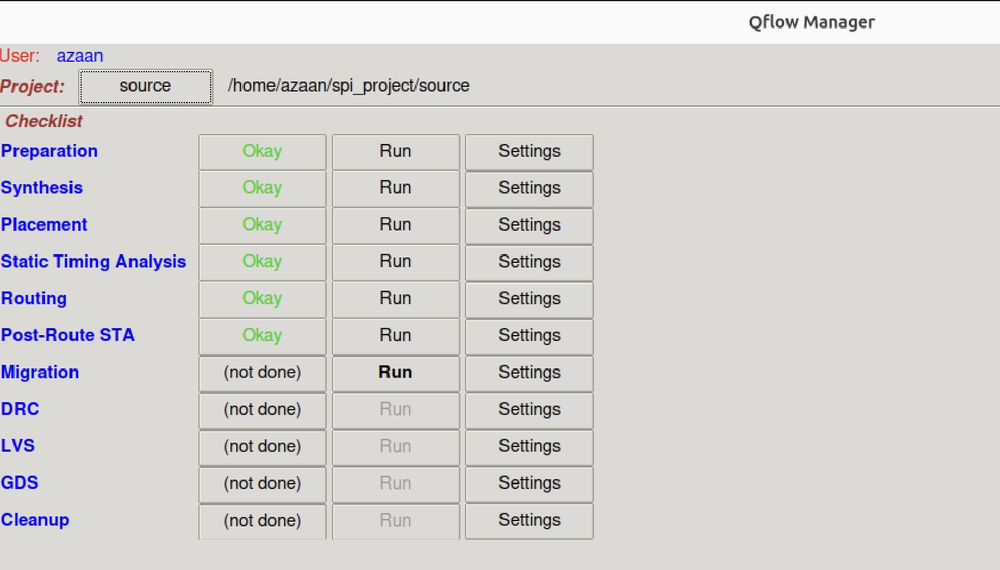 Qflow Manager
User: azaan
Project: source /home/azaan/spi_project/source
Checklist
Preparation Okay Run Settings
Synthesis Okay Run Settings
Placement Okay Run Settings
Static Timing Analysis Okay Run Settings
Routing Okay Run Settings
Post-Route STA Okay Run Settings
Migration (not done) Run Settings
DRC (not done) Run Settings
LVS (not done) Run Settings
GDS (not done) Run Settings
Cleanup (not done) Run Settings